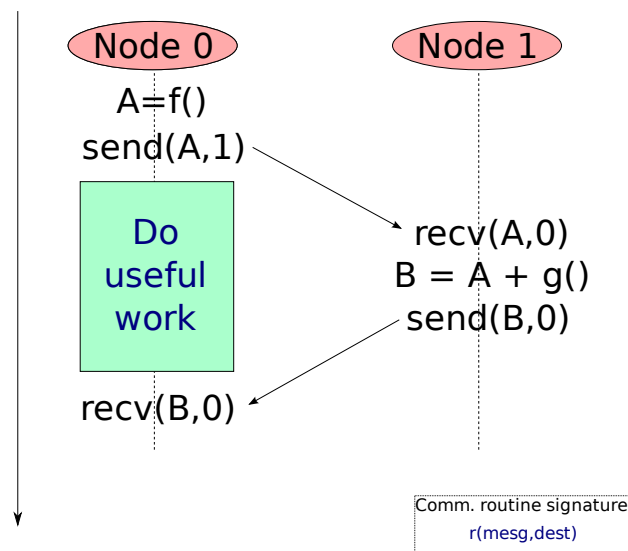 Node 0
Node 1
A=f()
send(A,1)
Do
useful
work
recv(A,0)
B = A + g()
send(B,0)
recv(B,0)
Comm. routine signature
r(mesg,dest)